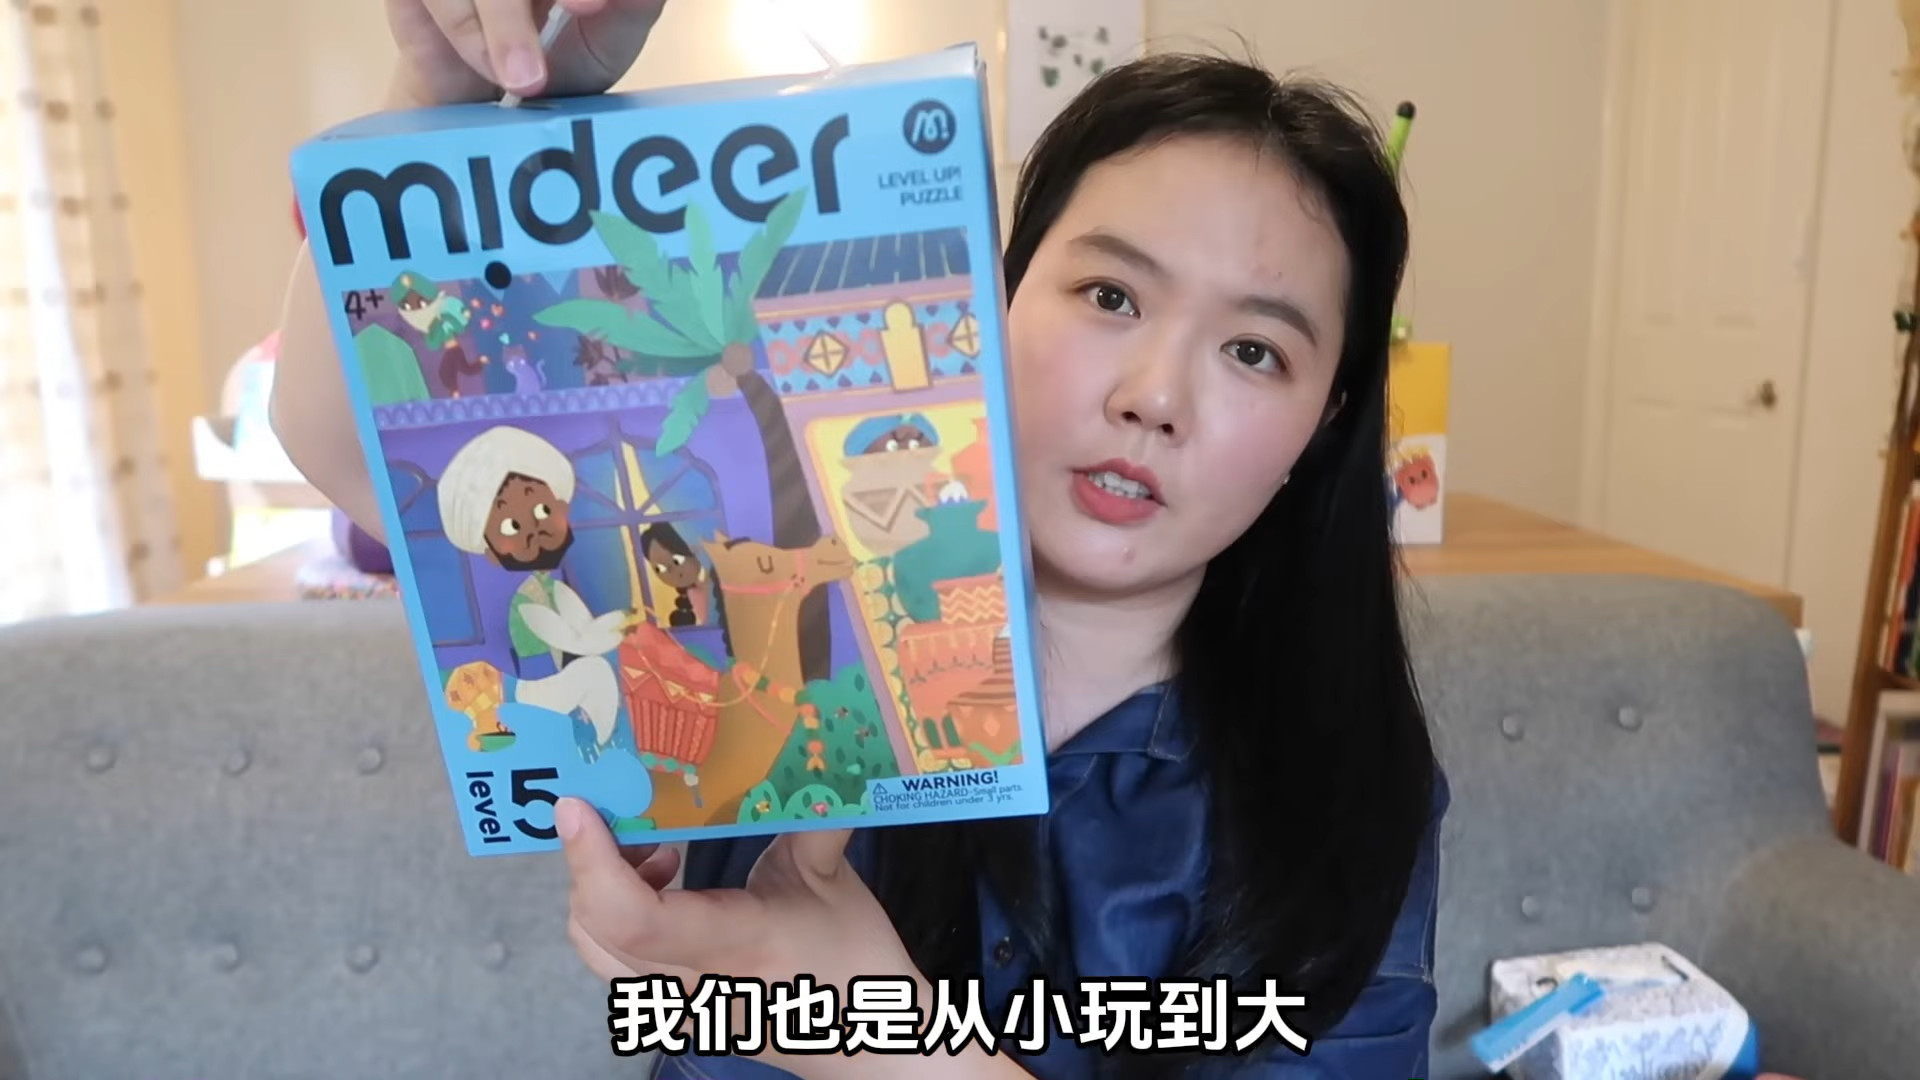 mideer
LEVEL UP!
PUZZLE
4+
level 5
WARNING!
CHOKING HAZARD-Small parts.
Not for children under 3 yrs.
我们也是从小玩到大